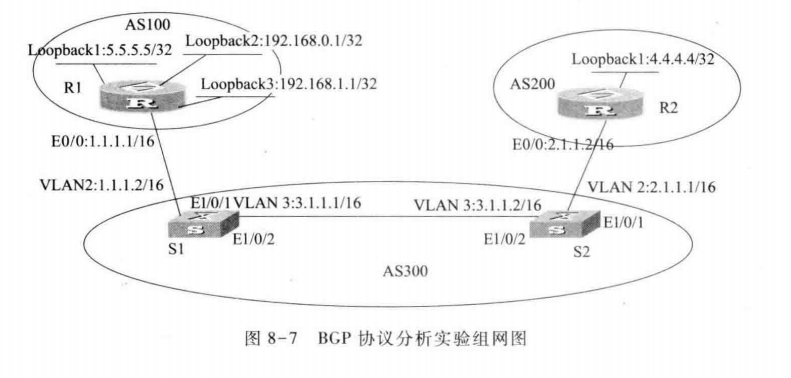 AS100
Loopback1:5.5.5.5/32
Loopback2:192.168.0.1/32
R1
Loopback3:192.168.1.1/32
R
E0/0:1.1.1.1/16
Loopback1:4.4.4.4/32
AS200
R
R2
E0/0:2.1.1.2/16
VLAN2:1.1.1.2/16
VLAN 2:2.1.1.1/16
E1/0/1
VLAN 3:3.1.1.1/16
VLAN 3:3.1.1.2/16
E1/0/1
S
S1
E1/0/2
E1/0/2
S
S2
AS300
图 8-7 BGP 协议分析实验组网图